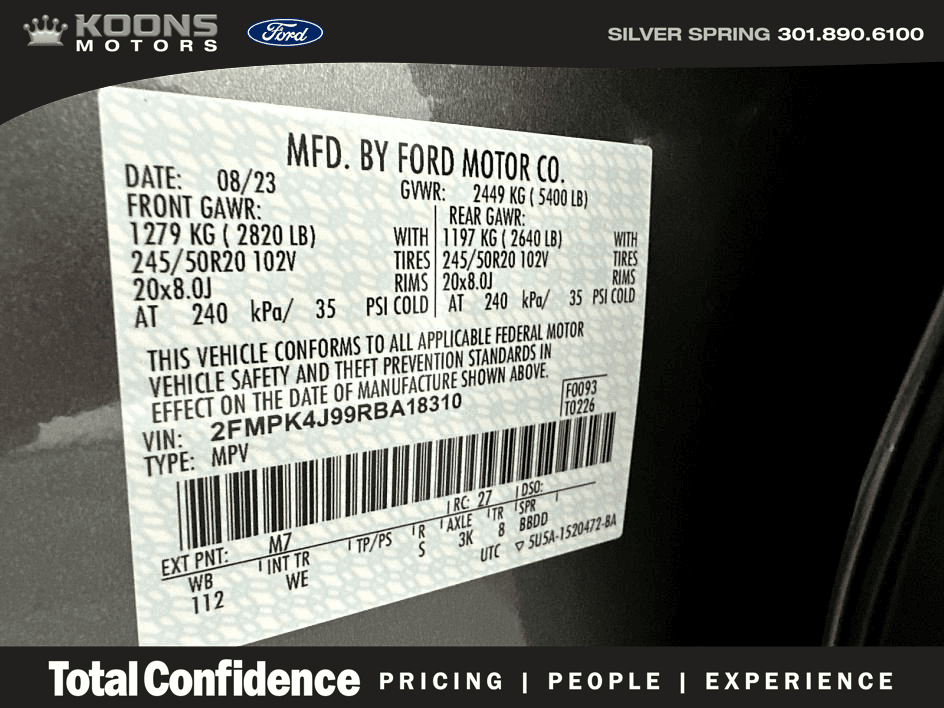 KOONS
MOTORS
Ford
SILVER SPRING 301.890.6100
MFD. BY FORD MOTOR CO.
DATE: 08/23
GVWR: 2449 KG ( 5400 LB)
FRONT GAWR:
REAR GAWR:
1279 KG ( 2820 LB) WITH
1197 KG ( 2640 LB) WITH
245/50R20 102V TIRES
245/50R20 102V TIRES
20x8.0J RIMS
20x8.0J RIMS
AT 240 kPa/ 35 PSI COLD
AT 240 kPa/ 35 PSI COLD
THIS VEHICLE CONFORMS TO ALL APPLICABLE FEDERAL MOTOR
VEHICLE SAFETY AND THEFT PREVENTION STANDARDS IN
EFFECT ON THE DATE OF MANUFACTURE SHOWN ABOVE.
F0093
T0226
VIN: 2FMPK4J99RBA18310
TYPE: MPV
EXT PNT: M7 RC: 27 DSO:
WB INT TR TP/PS R AXLE TR SPR
112 WE S 3K 8 BBDD
UTC ▽ 5U5A-1520472-BA
Total Confidence PRICING | PEOPLE | EXPERIENCE